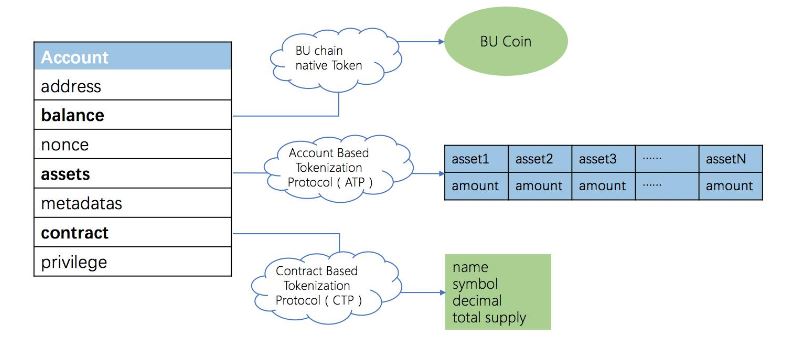 Account
address
balance
nonce
assets
metadatas
contract
privilege
BU chain
native Token
BU Coin
Account Based
Tokenization
Protocol ( ATP )
asset1 asset2 asset3 ······ assetN
amount amount amount ······ amount
Contract Based
Tokenization
Protocol ( CTP )
name
symbol
decimal
total supply